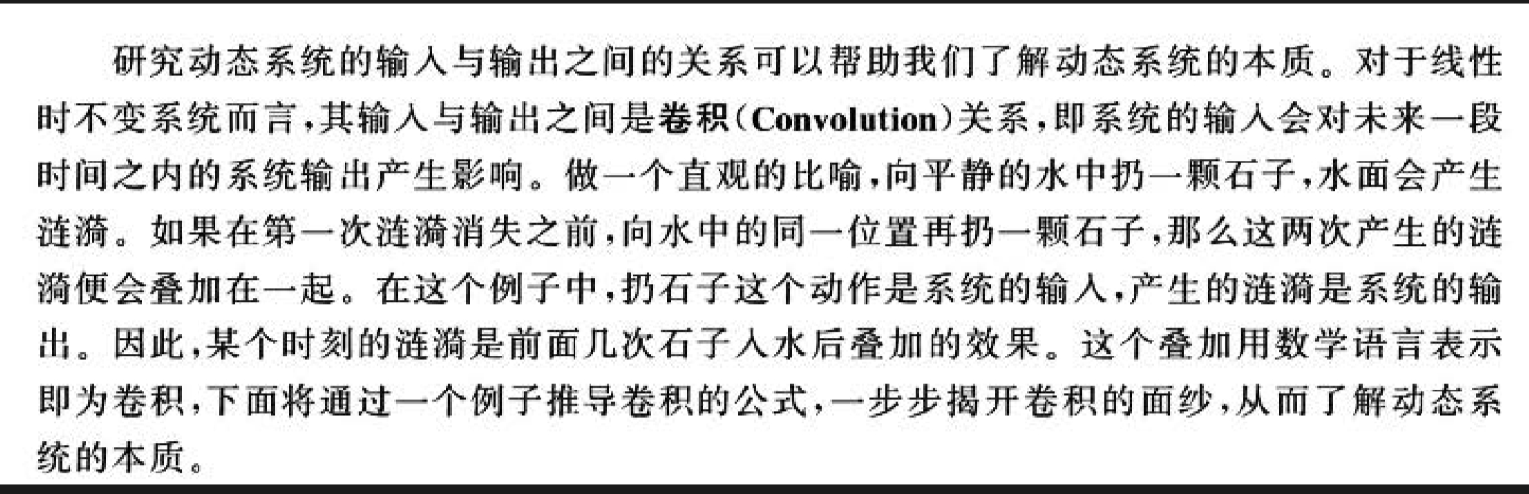 研究动态系统的输入与输出之间的关系可以帮助我们了解动态系统的本质。对于线性
时不变系统而言,其输入与输出之间是卷积(Convolution)关系,即系统的输入会对未来一段
时间之内的系统输出产生影响。做一个直观的比喻,向平静的水中扔一颗石子,水面会产生
涟漪。如果在第一次涟漪消失之前,向水中的同一位置再扔一颗石子,那么这两次产生的涟
漪便会叠加在一起。在这个例子中,扔石子这个动作是系统的输入,产生的涟漪是系统的输
出。因此,某个时刻的涟漪是前面几次石子入水后叠加的效果。这个叠加用数学语言表示
即为卷积,下面将通过一个例子推导卷积的公式,一步步揭开卷积的面纱,从而了解动态系
统的本质。